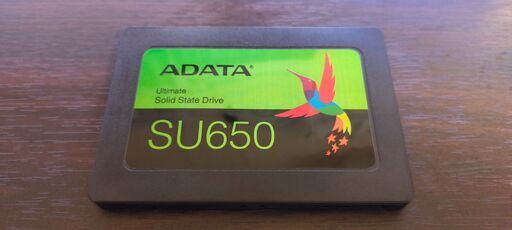 ADATA
Ultimate
Solid State Drive
SU650